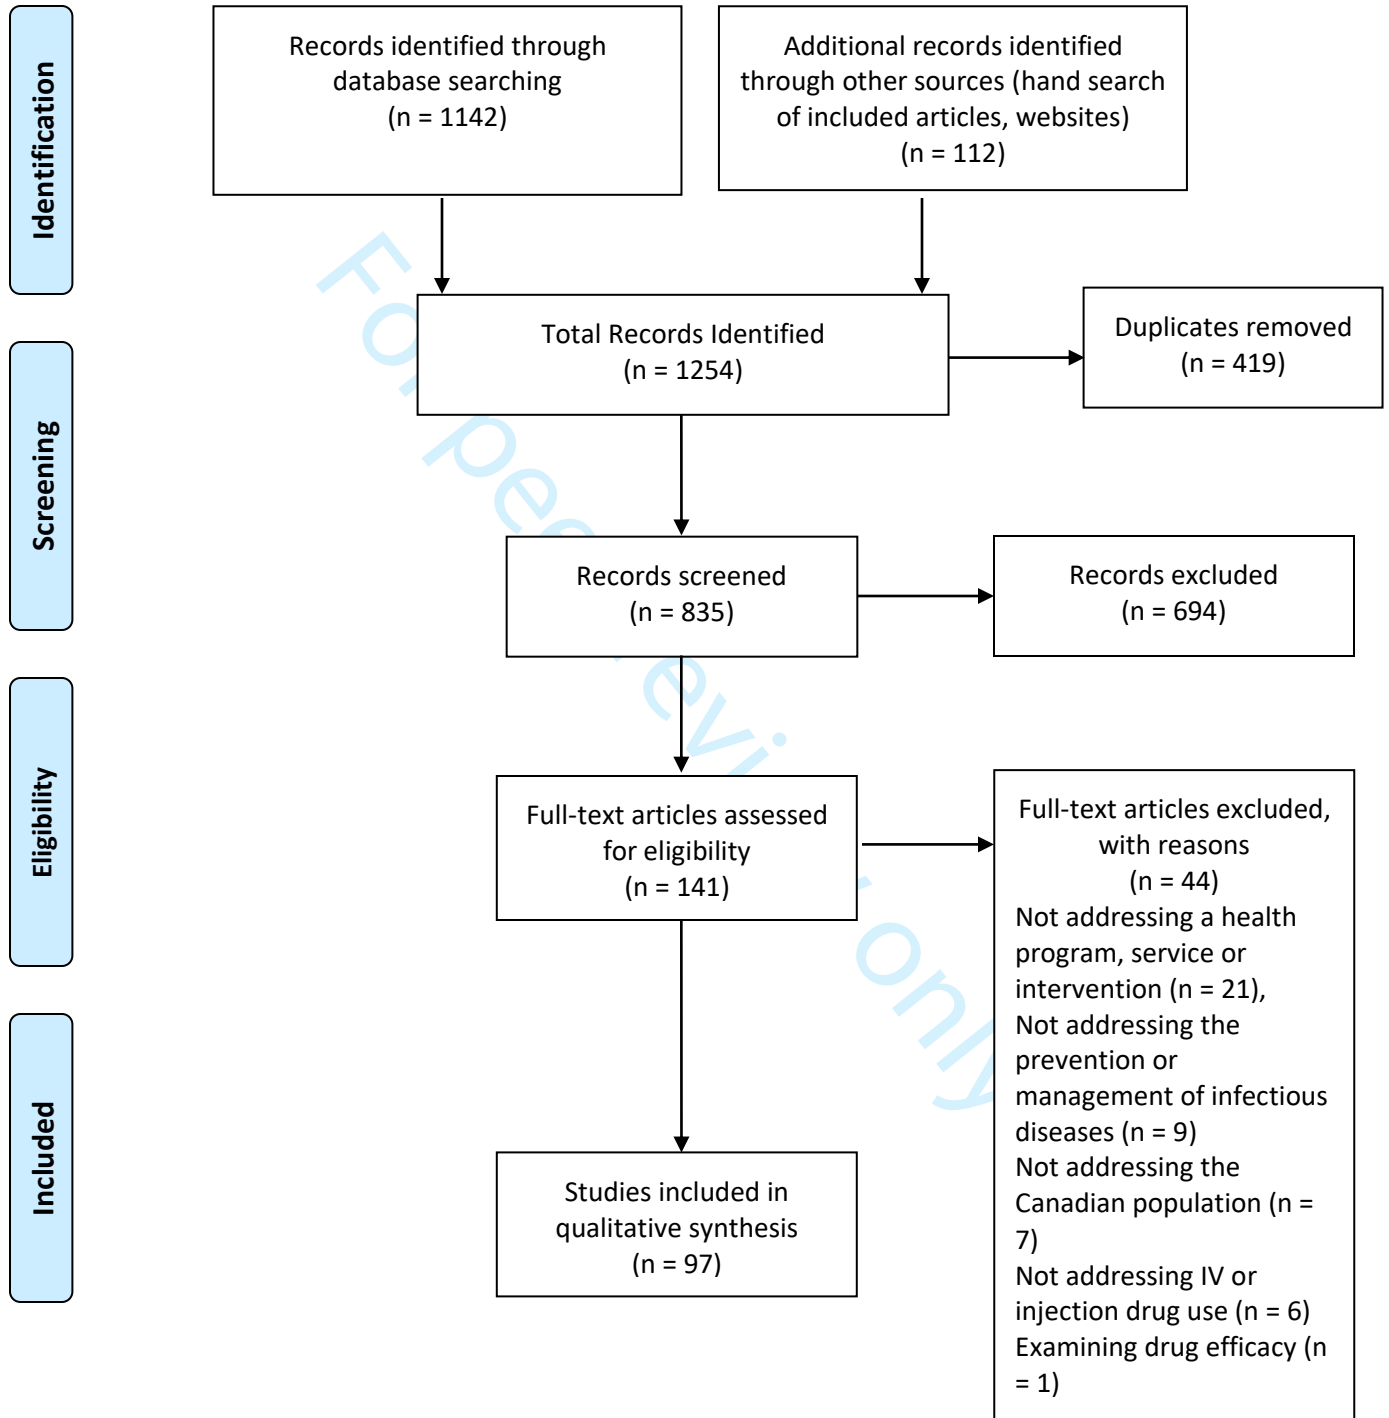 Identification
Records identified through
database searching
(n = 1142)
Additional records identified
through other sources (hand search
of included articles, websites)
(n = 112)
Total Records Identified
(n = 1254)
Duplicates removed
(n = 419)
Screening
Records screened
(n = 835)
Records excluded
(n = 694)
Eligibility
Full-text articles assessed
for eligibility
(n = 141)
Full-text articles excluded,
with reasons
(n = 44)
Not addressing a health
program, service or
intervention (n = 21),
Not addressing the
prevention or
management of infectious
diseases (n = 9)
Not addressing the
Canadian population (n =
7)
Not addressing IV or
injection drug use (n = 6)
Examining drug efficacy (n
= 1)
Included
Studies included in
qualitative synthesis
(n = 97)
For peer review only